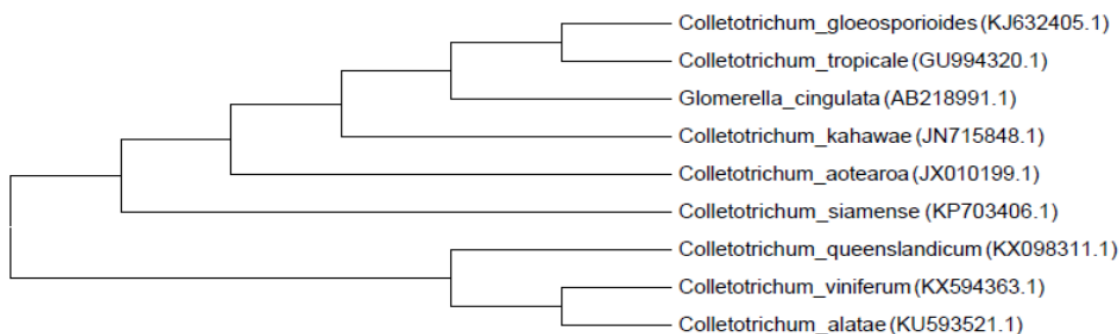 Colletotrichum_gloeosporioides (KJ632405.1)
Colletotrichum_tropicale (GU994320.1)
Glomerella_cingulata (AB218991.1)
Colletotrichum_kahawae (JN715848.1)
Colletotrichum_aotearoa (JX010199.1)
Colletotrichum_siamense (KP703406.1)
Colletotrichum_queenslandicum (KX098311.1)
Colletotrichum_viniferum (KX594363.1)
Colletotrichum_alatae (KU593521.1)